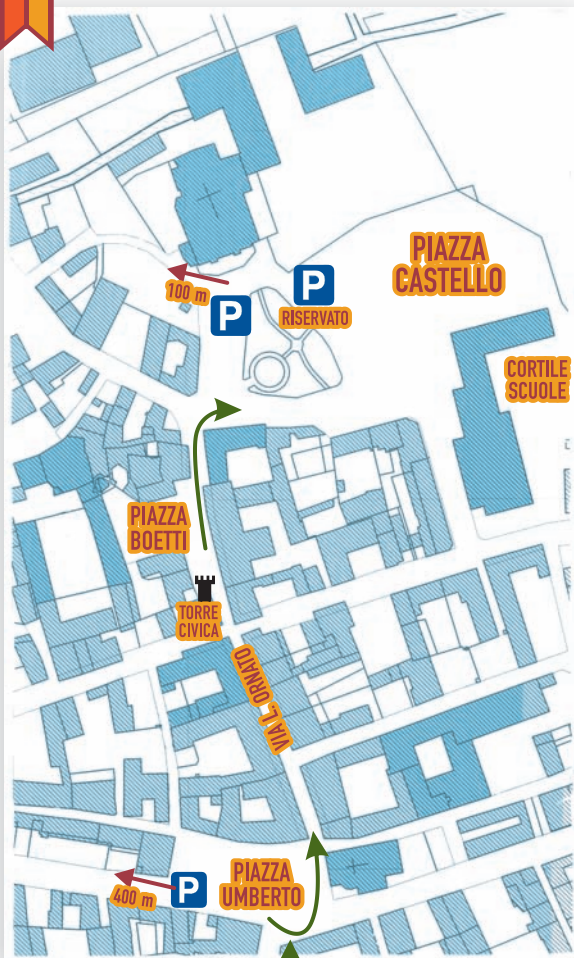 PIAZZA
CASTELLO
100 m
P
P
RISERVATO
CORTILE
SCUOLE
PIAZZA
BOETTI
TORRE
CIVICA
VIA L. ORNATO
PIAZZA
UMBERTO
400 m
P